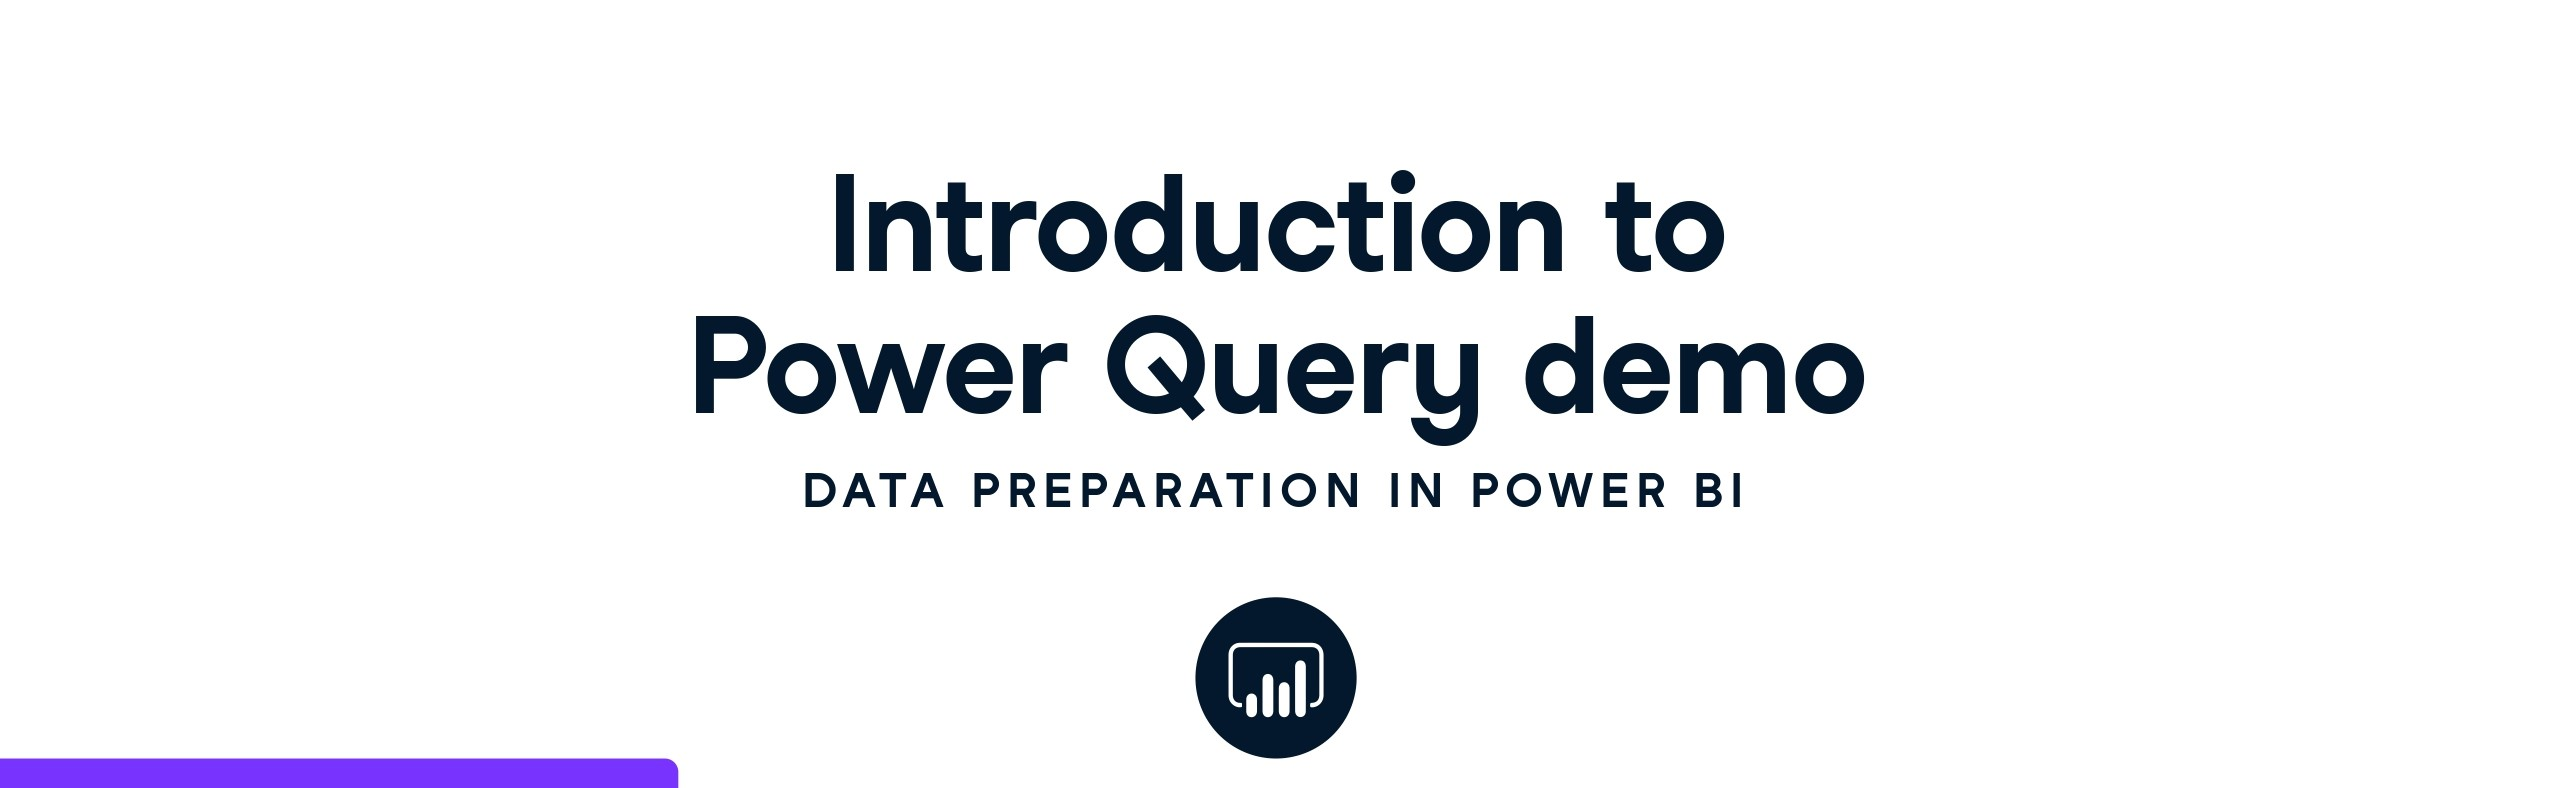 Introduction to
Power Query demo
DATA PREPARATION IN POWER BI